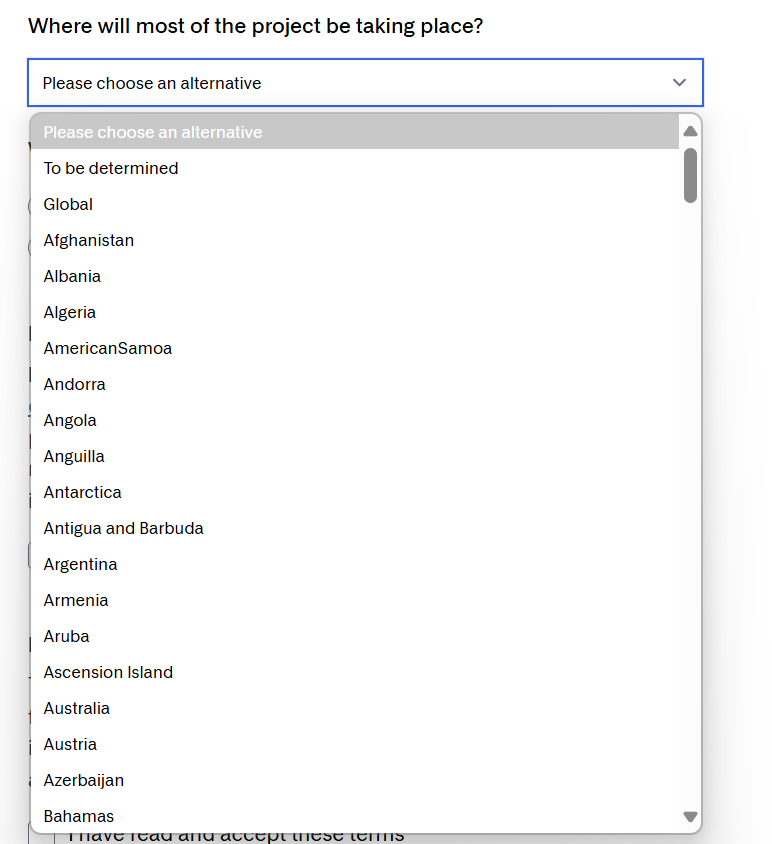 Where will most of the project be taking place?
Please choose an alternative
Please choose an alternative
To be determined
Global
Afghanistan
Albania
Algeria
AmericanSamoa
Andorra
Angola
Anguilla
Antarctica
Antigua and Barbuda
Argentina
Armenia
Aruba
Ascension Island
Australia
Austria
Azerbaijan
Bahamas
I have read and accept these terms